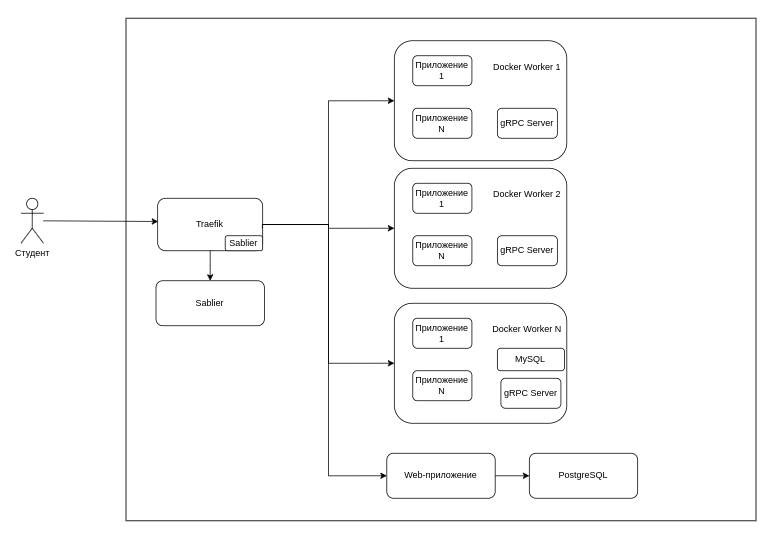 Студент
Traefik
Sablier
Sablier
Приложение
1
Docker Worker 1
Приложение
N
gRPC Server
Приложение
1
Docker Worker 2
Приложение
N
gRPC Server
Приложение
1
Docker Worker N
MySQL
Приложение
N
gRPC Server
Web-приложение
PostgreSQL